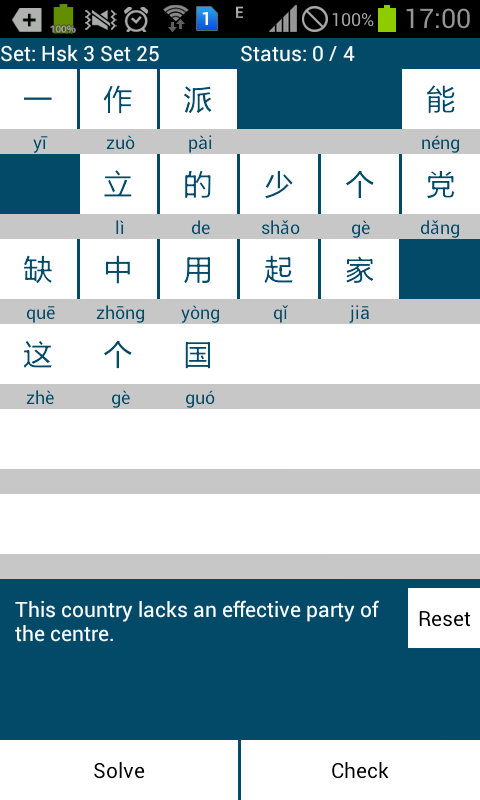 100% 1 E 100% 17:00
Set: Hsk 3 Set 25 Status: 0 / 4
一 作 派 能
yī zuò pài néng
立 的 少 个 党
lì de shǎo gè dǎng
缺 中 用 起 家
quē zhōng yòng qǐ jiā
这 个 国
zhè gè guó
This country lacks an effective party of
the centre.
Reset
Solve Check